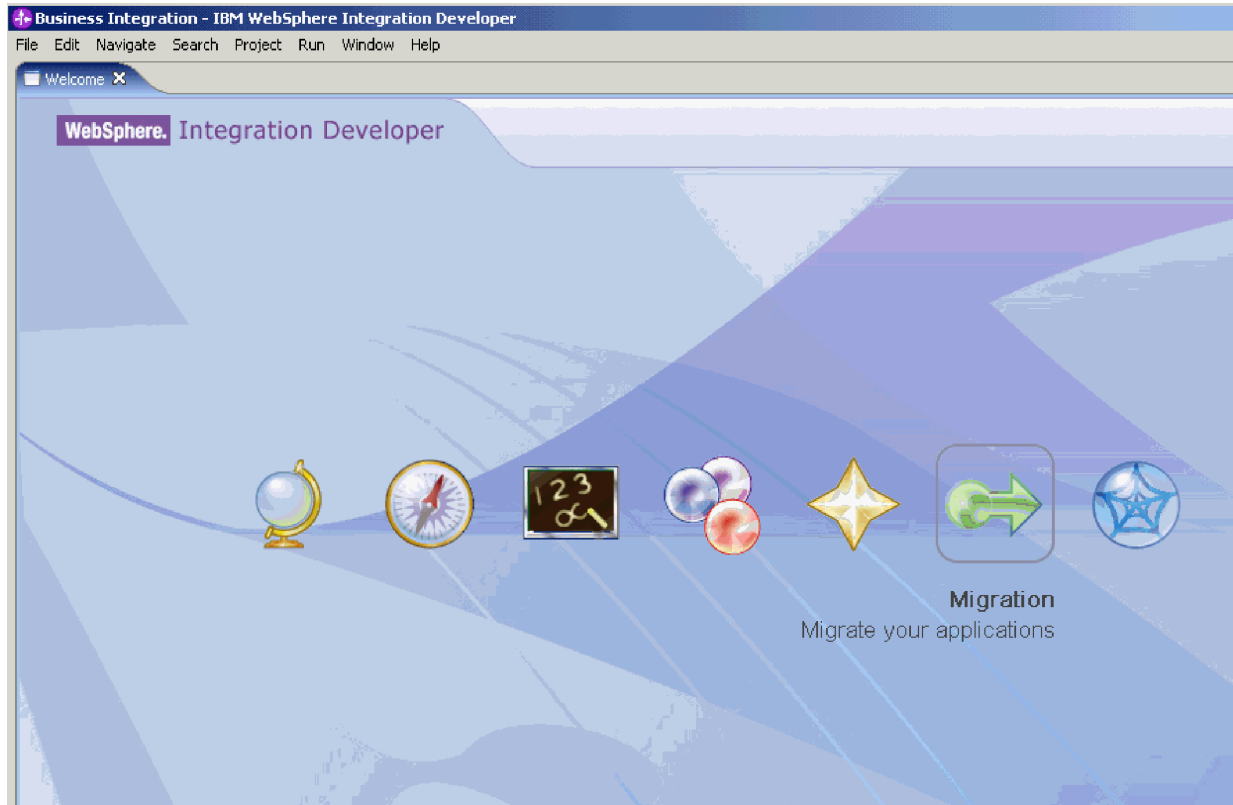 Business Integration - IBM WebSphere Integration Developer
File Edit Navigate Search Project Run Window Help
Welcome
WebSphere. Integration Developer
123
Migration
Migrate your applications